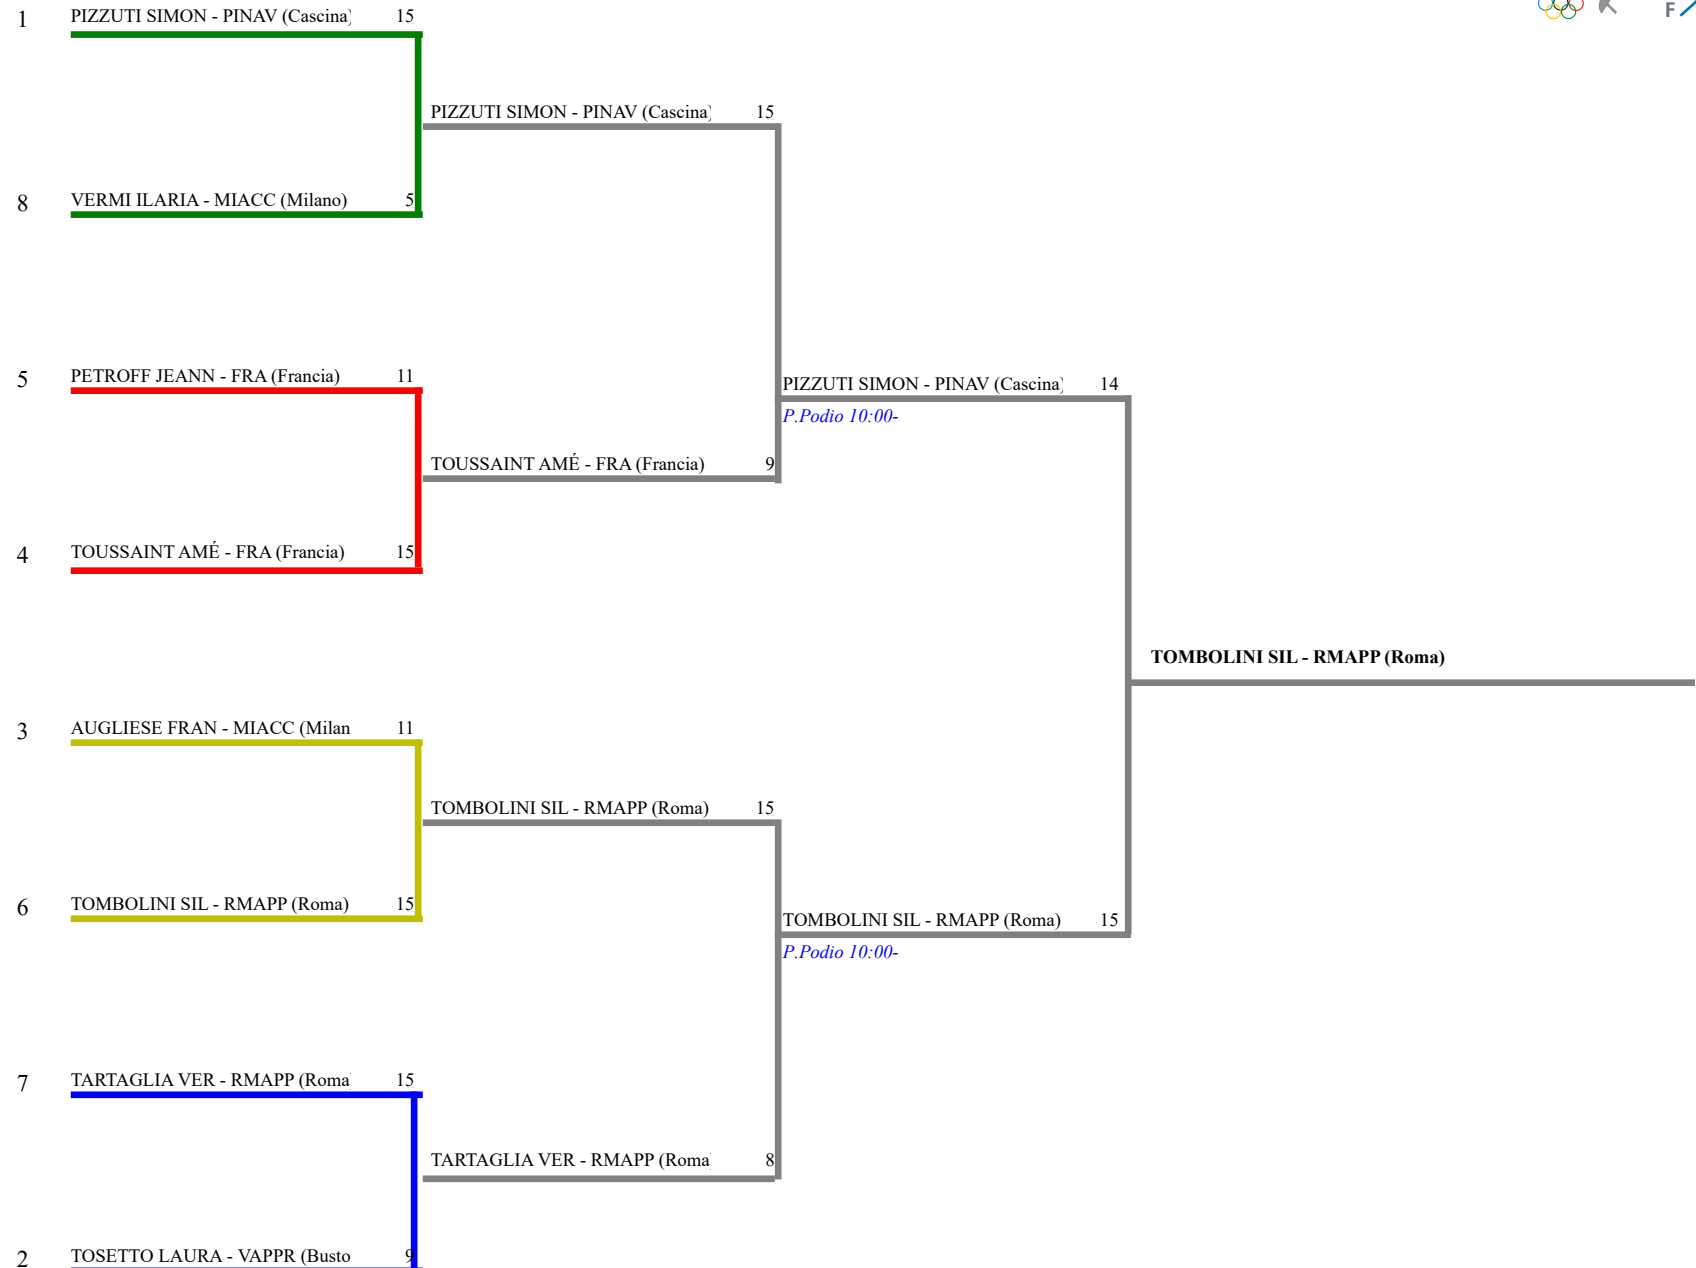 F
1 PIZZUTI SIMON - PINAV (Cascina) 15
PIZZUTI SIMON - PINAV (Cascina) 15
8 VERMI ILARIA - MIACC (Milano) 5
5 PETROFF JEANN - FRA (Francia) 11
PIZZUTI SIMON - PINAV (Cascina) 14
P.Podio 10:00-
TOUSSAINT AMÉ - FRA (Francia) 9
4 TOUSSAINT AMÉ - FRA (Francia) 15
TOMBOLINI SIL - RMAPP (Roma)
3 AUGLIESE FRAN - MIACC (Milan 11
TOMBOLINI SIL - RMAPP (Roma) 15
6 TOMBOLINI SIL - RMAPP (Roma) 15
TOMBOLINI SIL - RMAPP (Roma) 15
P.Podio 10:00-
7 TARTAGLIA VER - RMAPP (Roma 15
TARTAGLIA VER - RMAPP (Roma 8
2 TOSETTO LAURA - VAPPR (Busto 9